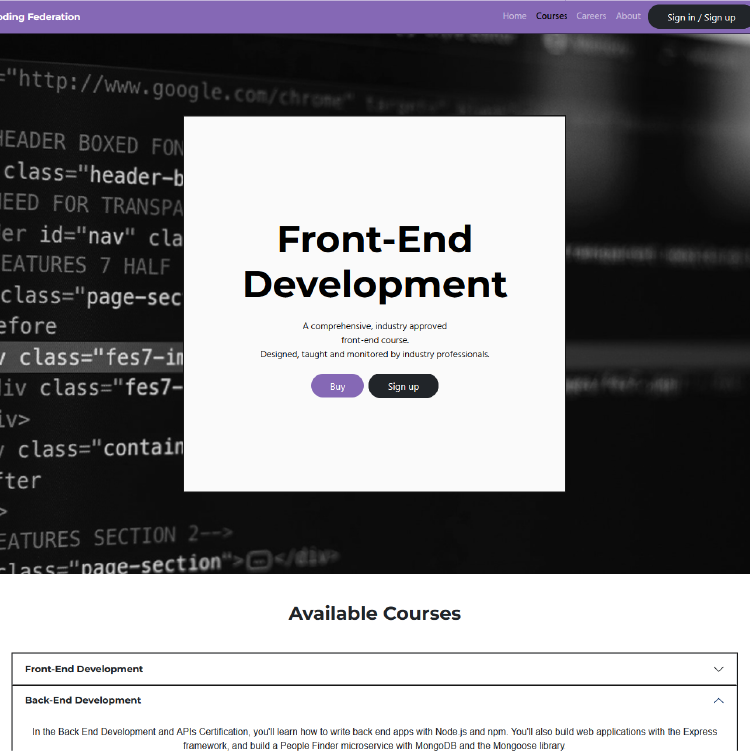 ding Federation
Home Courses Careers About Sign in / Sign up
="http://www.google.com/chrome" target=
HEADER BOXED FON
class="header-b
NEED FOR TRANSPA
er id="nav" cla
EATURES 7 HALF
class="page-sec
efore
v class="fes7-im
div class="fes7-
iv>
v class="contain
fter
>
EATURES SECTION 2-->
class="page-section"></div>
Front-End
Development
A comprehensive, industry approved
front-end course.
Designed, taught and monitored by industry professionals.
Buy Sign up
Available Courses
Front-End Development
Back-End Development
In the Back End Development and APIs Certification, you'll learn how to write back end apps with Node.js and npm. You'll also build web applications with the Express
framework, and build a People Finder microservice with MongoDB and the Mongoose library